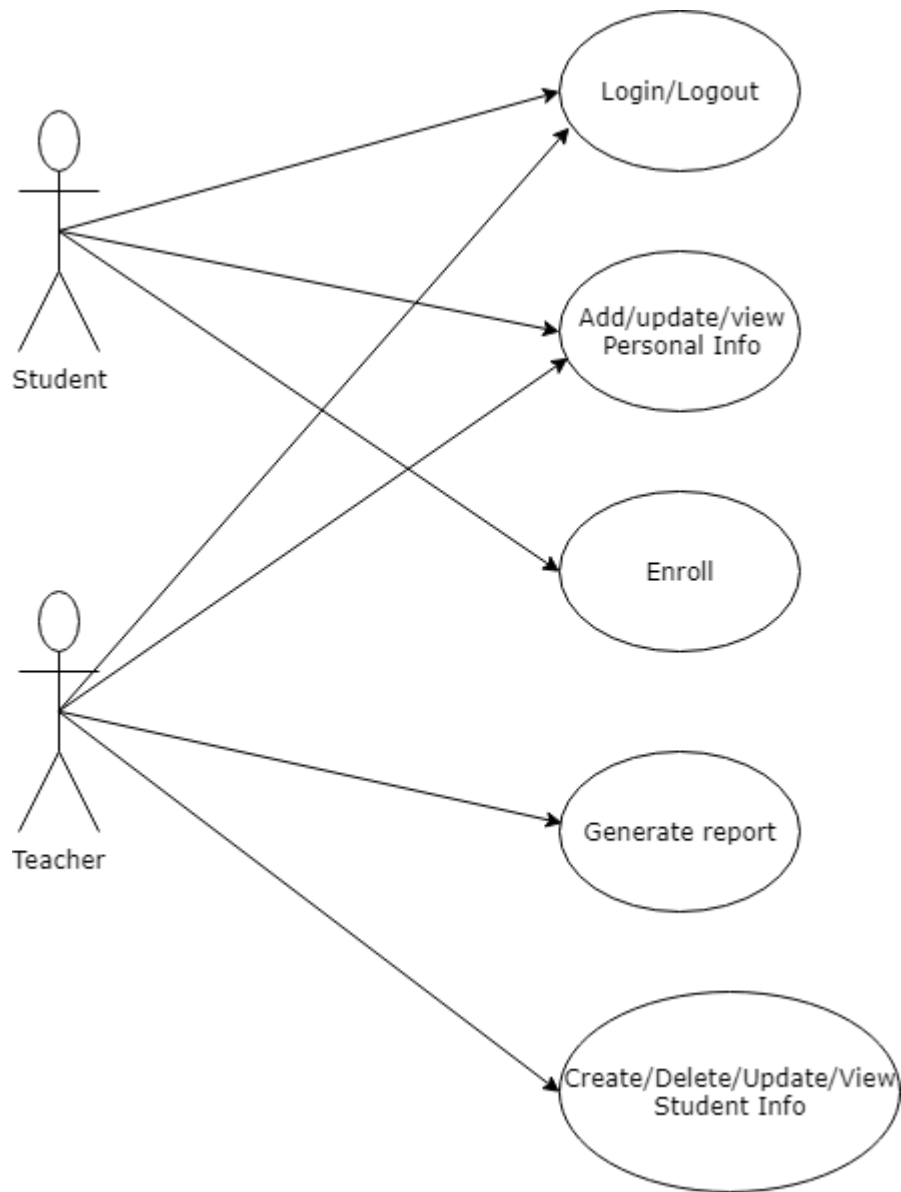 Login/Logout
Add/update/view
Personal Info
Student
Enroll
Generate report
Teacher
Create/Delete/Update/View
Student Info